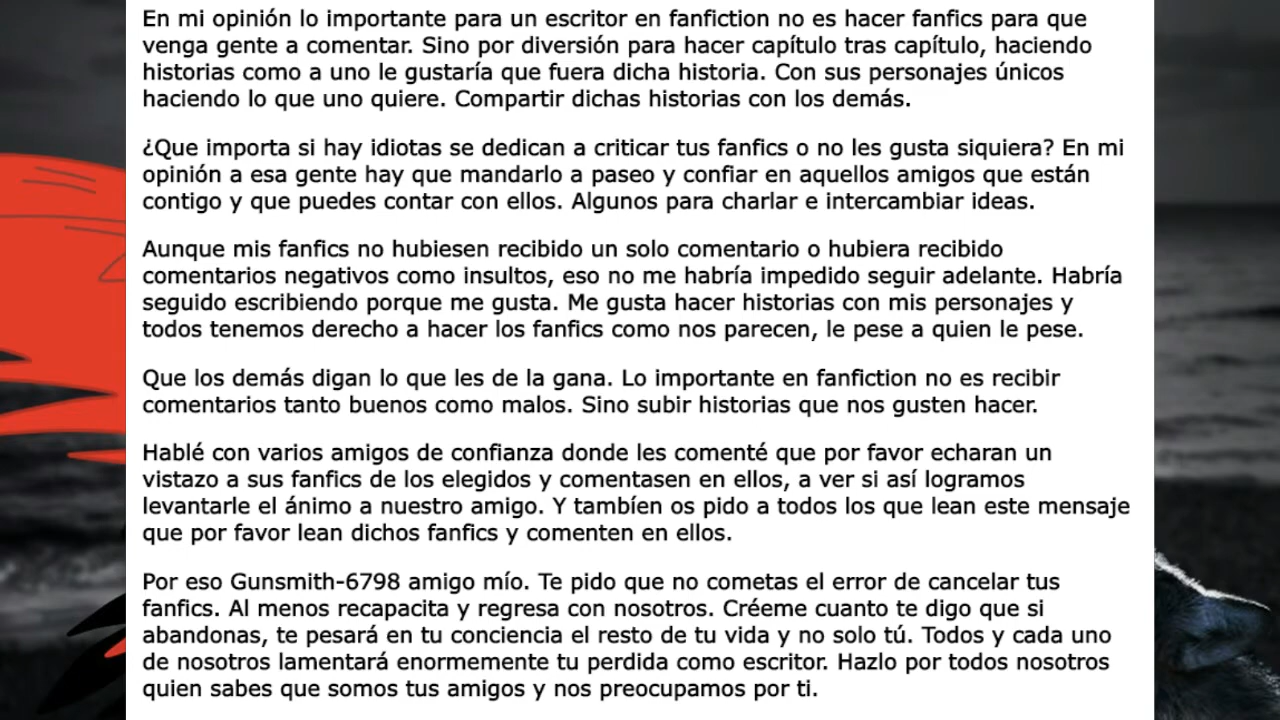 En mi opinión lo importante para un escritor en fanfiction no es hacer fanfics para que
venga gente a comentar. Sino por diversión para hacer capítulo tras capítulo, haciendo
historias como a uno le gustaría que fuera dicha historia. Con sus personajes únicos
haciendo lo que uno quiere. Compartir dichas historias con los demás.
¿Que importa si hay idiotas se dedican a criticar tus fanfics o no les gusta siquiera? En mi
opinión a esa gente hay que mandarlo a paseo y confiar en aquellos amigos que están
contigo y que puedes contar con ellos. Algunos para charlar e intercambiar ideas.
Aunque mis fanfics no hubiesen recibido un solo comentario o hubiera recibido
comentarios negativos como insultos, eso no me habría impedido seguir adelante. Habría
seguido escribiendo porque me gusta. Me gusta hacer historias con mis personajes y
todos tenemos derecho a hacer los fanfics como nos parecen, le pese a quien le pese.
Que los demás digan lo que les de la gana. Lo importante en fanfiction no es recibir
comentarios tanto buenos como malos. Sino subir historias que nos gusten hacer.
Hablé con varios amigos de confianza donde les comenté que por favor echaran un
vistazo a sus fanfics de los elegidos y comentasen en ellos, a ver si así logramos
levantarle el ánimo a nuestro amigo. Y tambíen os pido a todos los que lean este mensaje
que por favor lean dichos fanfics y comenten en ellos.
Por eso Gunsmith-6798 amigo mío. Te pido que no cometas el error de cancelar tus
fanfics. Al menos recapacita y regresa con nosotros. Créeme cuanto te digo que si
abandonas, te pesará en tu conciencia el resto de tu vida y no solo tú. Todos y cada uno
de nosotros lamentará enormemente tu perdida como escritor. Hazlo por todos nosotros
quien sabes que somos tus amigos y nos preocupamos por ti.